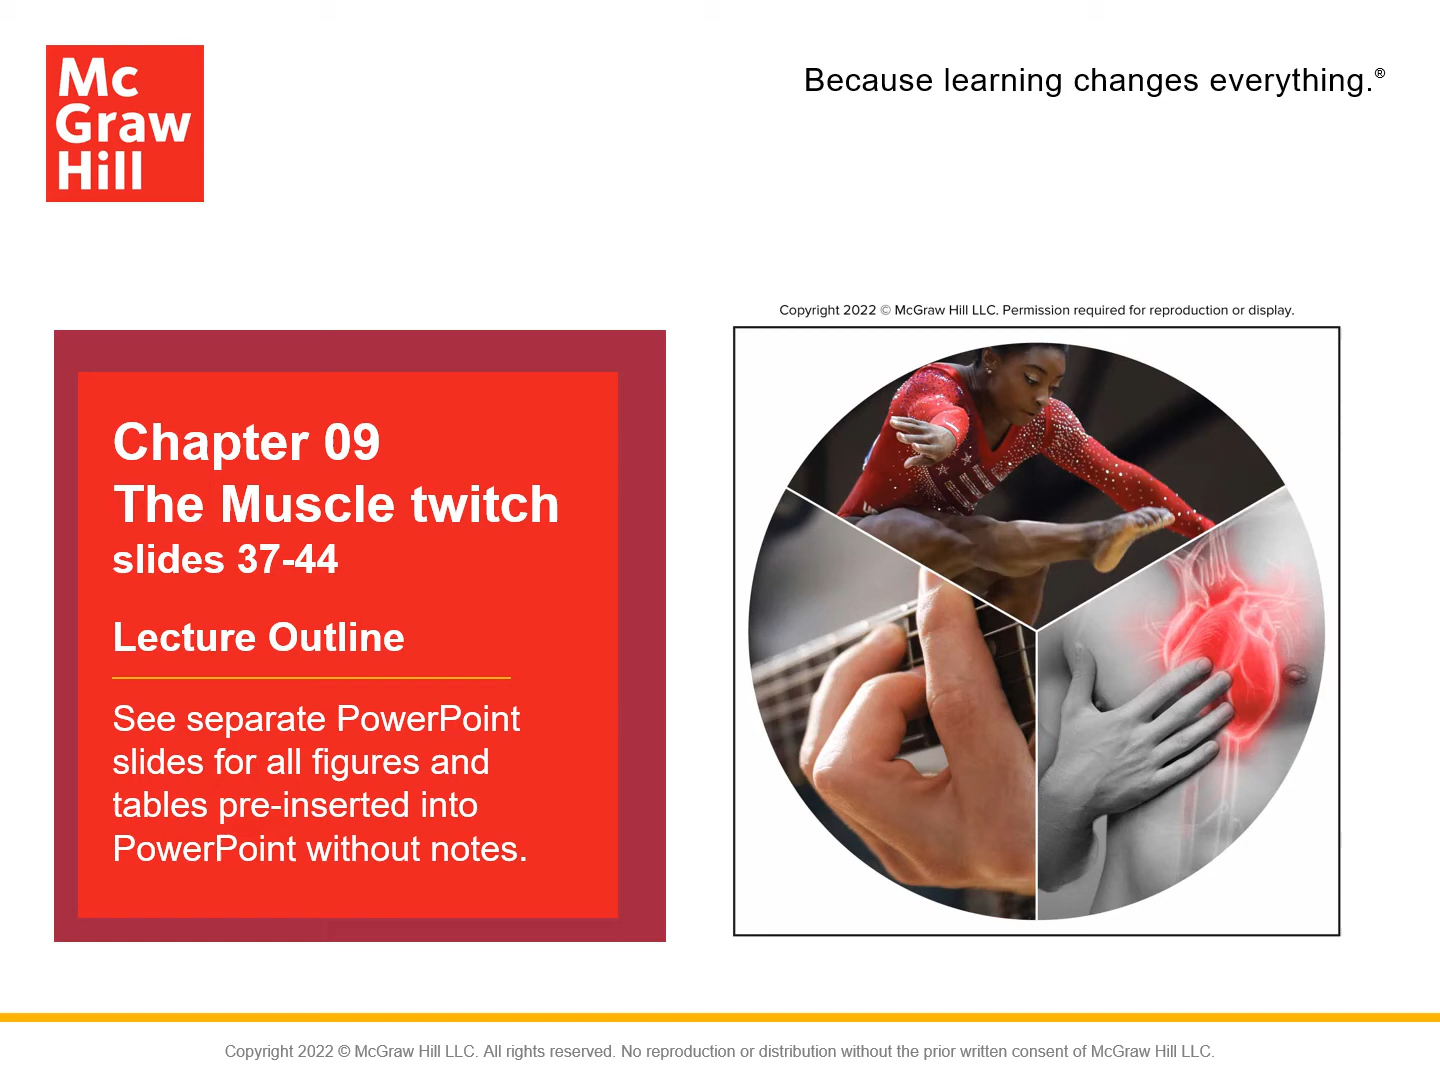 Mc
Graw
Hill
Because learning changes everything.®
Copyright 2022 © McGraw Hill LLC. Permission required for reproduction or display.
Chapter 09
The Muscle twitch
slides 37-44
Lecture Outline
See separate PowerPoint
slides for all figures and
tables pre-inserted into
PowerPoint without notes.
Copyright 2022 © McGraw Hill LLC. All rights reserved. No reproduction or distribution without the prior written consent of McGraw Hill LLC.